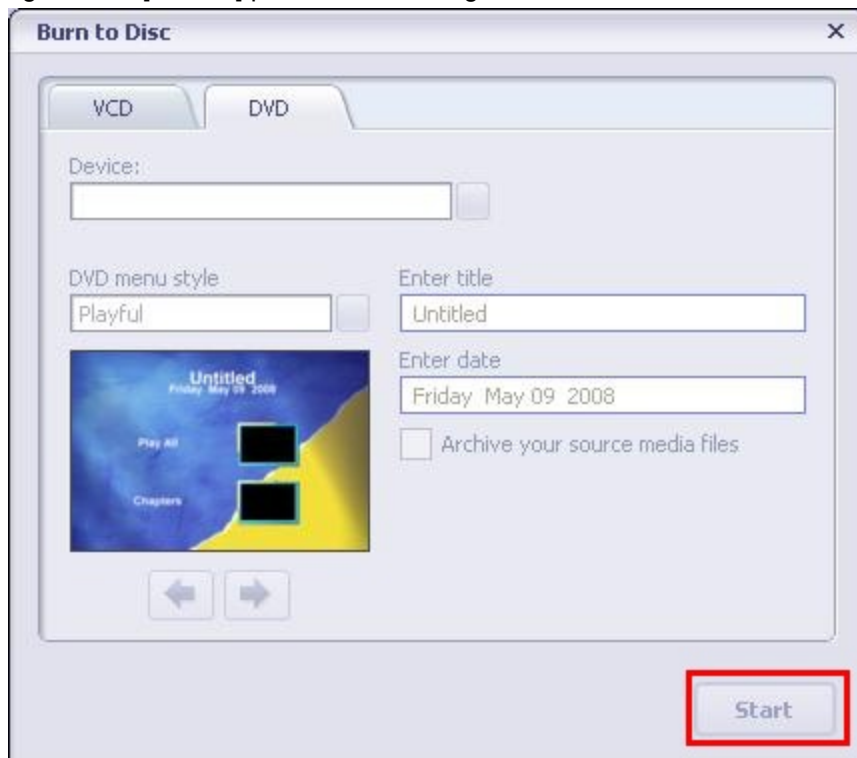 Burn to Disc
VCD
DVD
Device:
DVD menu style
Enter title
Playful
Untitled
Enter date
Friday May 09 2008
Archive your source media files
Untitled
Friday May 09 2008
Play All
Chapters
Start